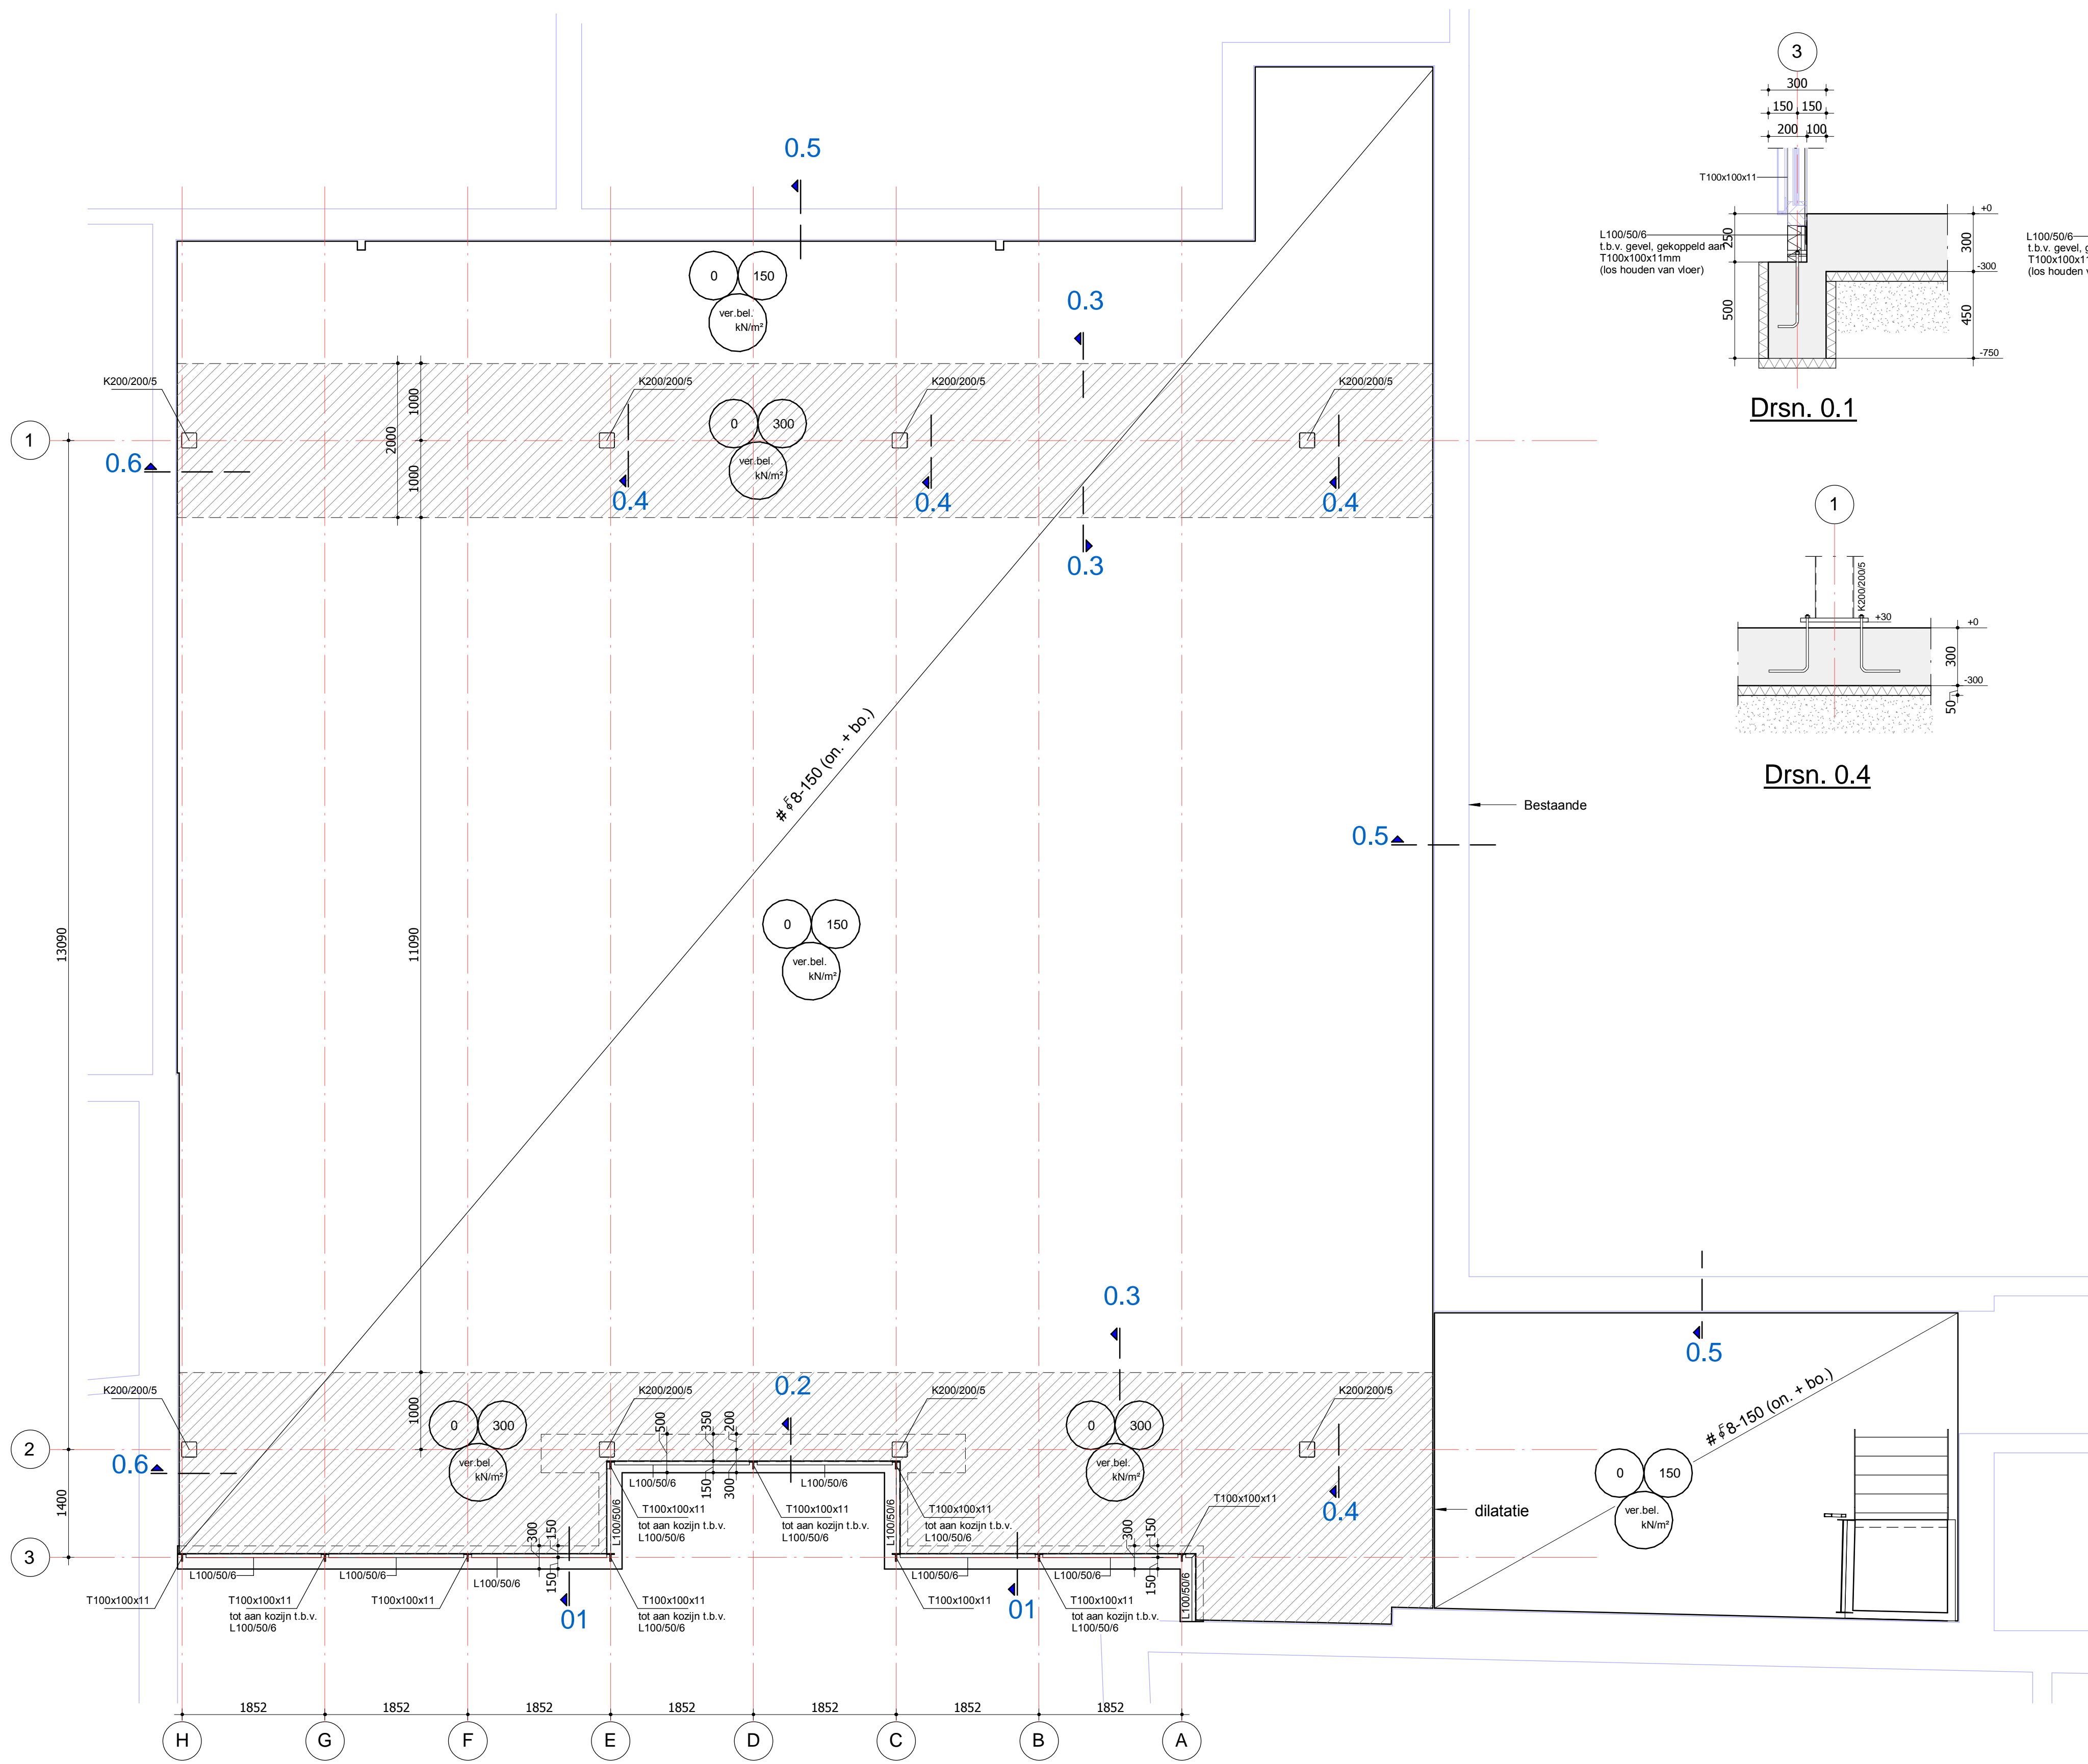 0.5
0
150
ver.bel.
kN/m²
0.3
K200/200/5
K200/200/5
K200/200/5
K200/200/5
1000
2000
1000
0
300
ver.bel.
kN/m²
1
0.6
0.4
0.4
0.4
0.3
# 8-150 (on. + bo.)
Bestaande
0.5
13090
11090
0
150
ver.bel.
kN/m²
0.3
0.2
0.5
K200/200/5
K200/200/5
K200/200/5
K200/200/5
1000
0
300
ver.bel.
kN/m²
500
350
200
150
300
0
300
ver.bel.
kN/m²
2
0.6
0.4
1400
L100/50/6
L100/50/6
L100/50/6
L100/50/6
T100x100x11
tot aan kozijn t.b.v.
L100/50/6
T100x100x11
tot aan kozijn t.b.v.
L100/50/6
T100x100x11
tot aan kozijn t.b.v.
L100/50/6
T100x100x11
dilatatie
# 8-150 (on. + bo.)
0
150
ver.bel.
kN/m²
300
150
150
300
150
150
3
L100/50/6
L100/50/6
L100/50/6
L100/50/6
L100/50/6
L100/50/6
T100x100x11
T100x100x11
tot aan kozijn t.b.v.
L100/50/6
T100x100x11
T100x100x11
tot aan kozijn t.b.v.
L100/50/6
T100x100x11
T100x100x11
tot aan kozijn t.b.v.
L100/50/6
01
01
1852
1852
1852
1852
1852
1852
1852
H
G
F
E
D
C
B
A
3
300
150
150
200
100
T100x100x11
L100/50/6
t.b.v. gevel, gekoppeld aan
T100x100x11mm
(los houden van vloer)
250
500
+0
300
-300
450
-750
Drsn. 0.1
L100/50/6
t.b.v. gevel,
(los houden
1
K200/200/5
+30
+0
300
-300
50
Drsn. 0.4